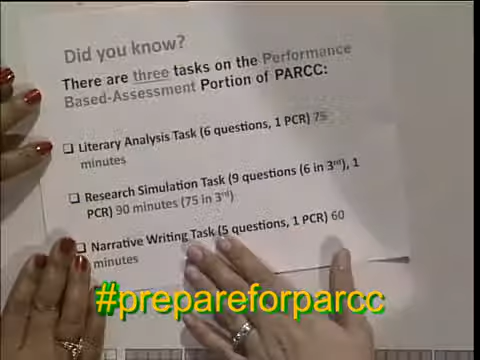 Did you know?
There are three tasks on the Performance
Based-Assessment Portion of PARCC:
❑ Literary Analysis Task (6 questions, 1 PCR) 75
minutes
❑ Research Simulation Task (9 questions (6 in 3rd), 1
PCR) 90 minutes (75 in 3rd)
❑ Narrative Writing Task (5 questions, 1 PCR) 60
minutes
#prepareforparcc